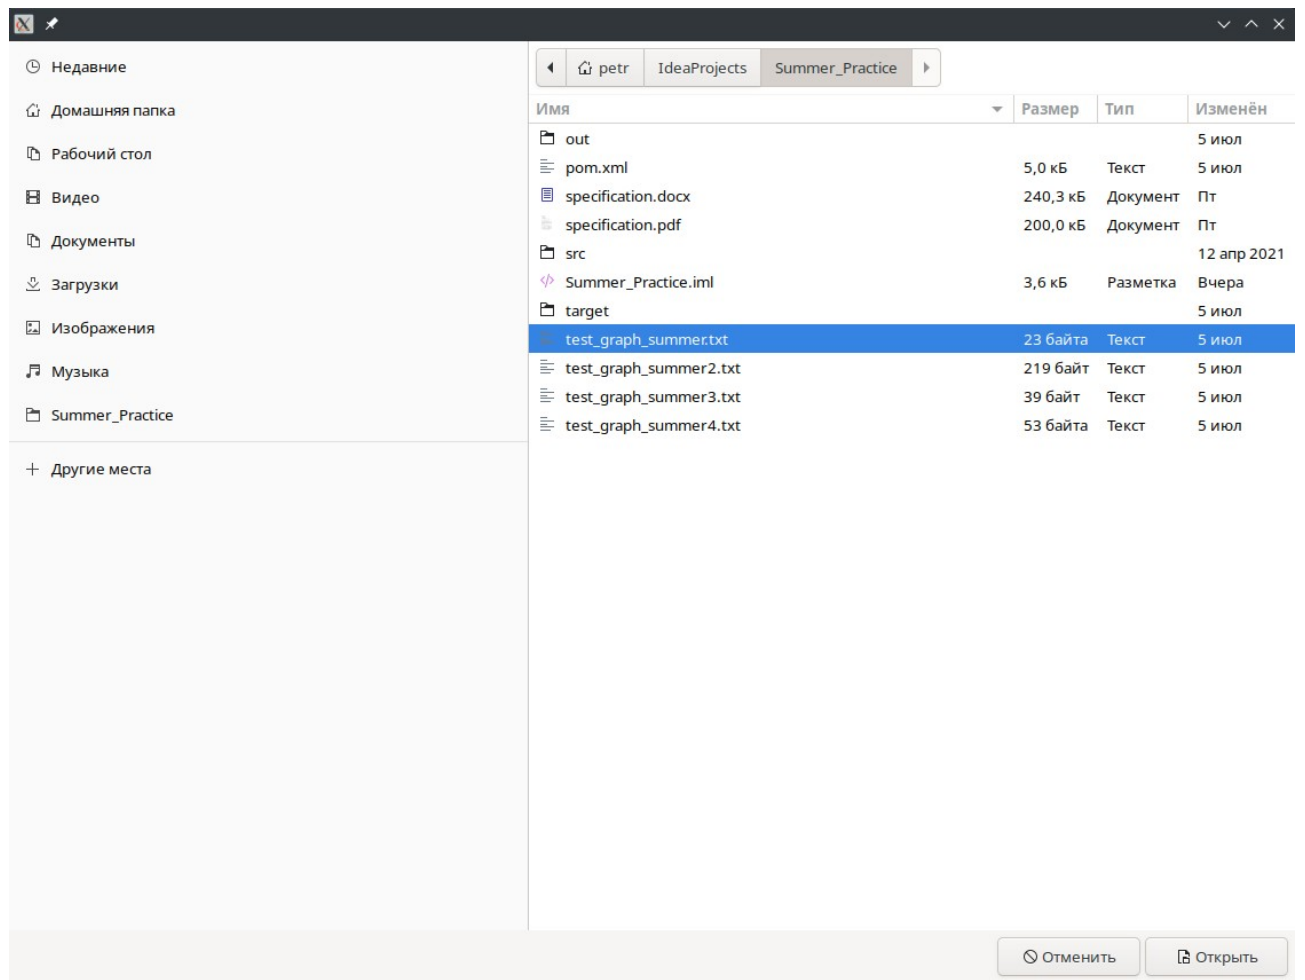 Недавние
Домашняя папка
Рабочий стол
Видео
Документы
Загрузки
Изображения
Музыка
Summer_Practice
Другие места
petr IdeaProjects Summer_Practice
Имя Размер Тип Изменён
out 5 июл
pom.xml 5,0 кБ Текст 5 июл
specification.docx 240,3 кБ Документ Пт
specification.pdf 200,0 кБ Документ Пт
src 12 апр 2021
Summer_Practice.iml 3,6 кБ Разметка Вчера
target 5 июл
test_graph_summer.txt 23 байта Текст 5 июл
test_graph_summer2.txt 219 байт Текст 5 июл
test_graph_summer3.txt 39 байт Текст 5 июл
test_graph_summer4.txt 53 байта Текст 5 июл
Отменить Открыть